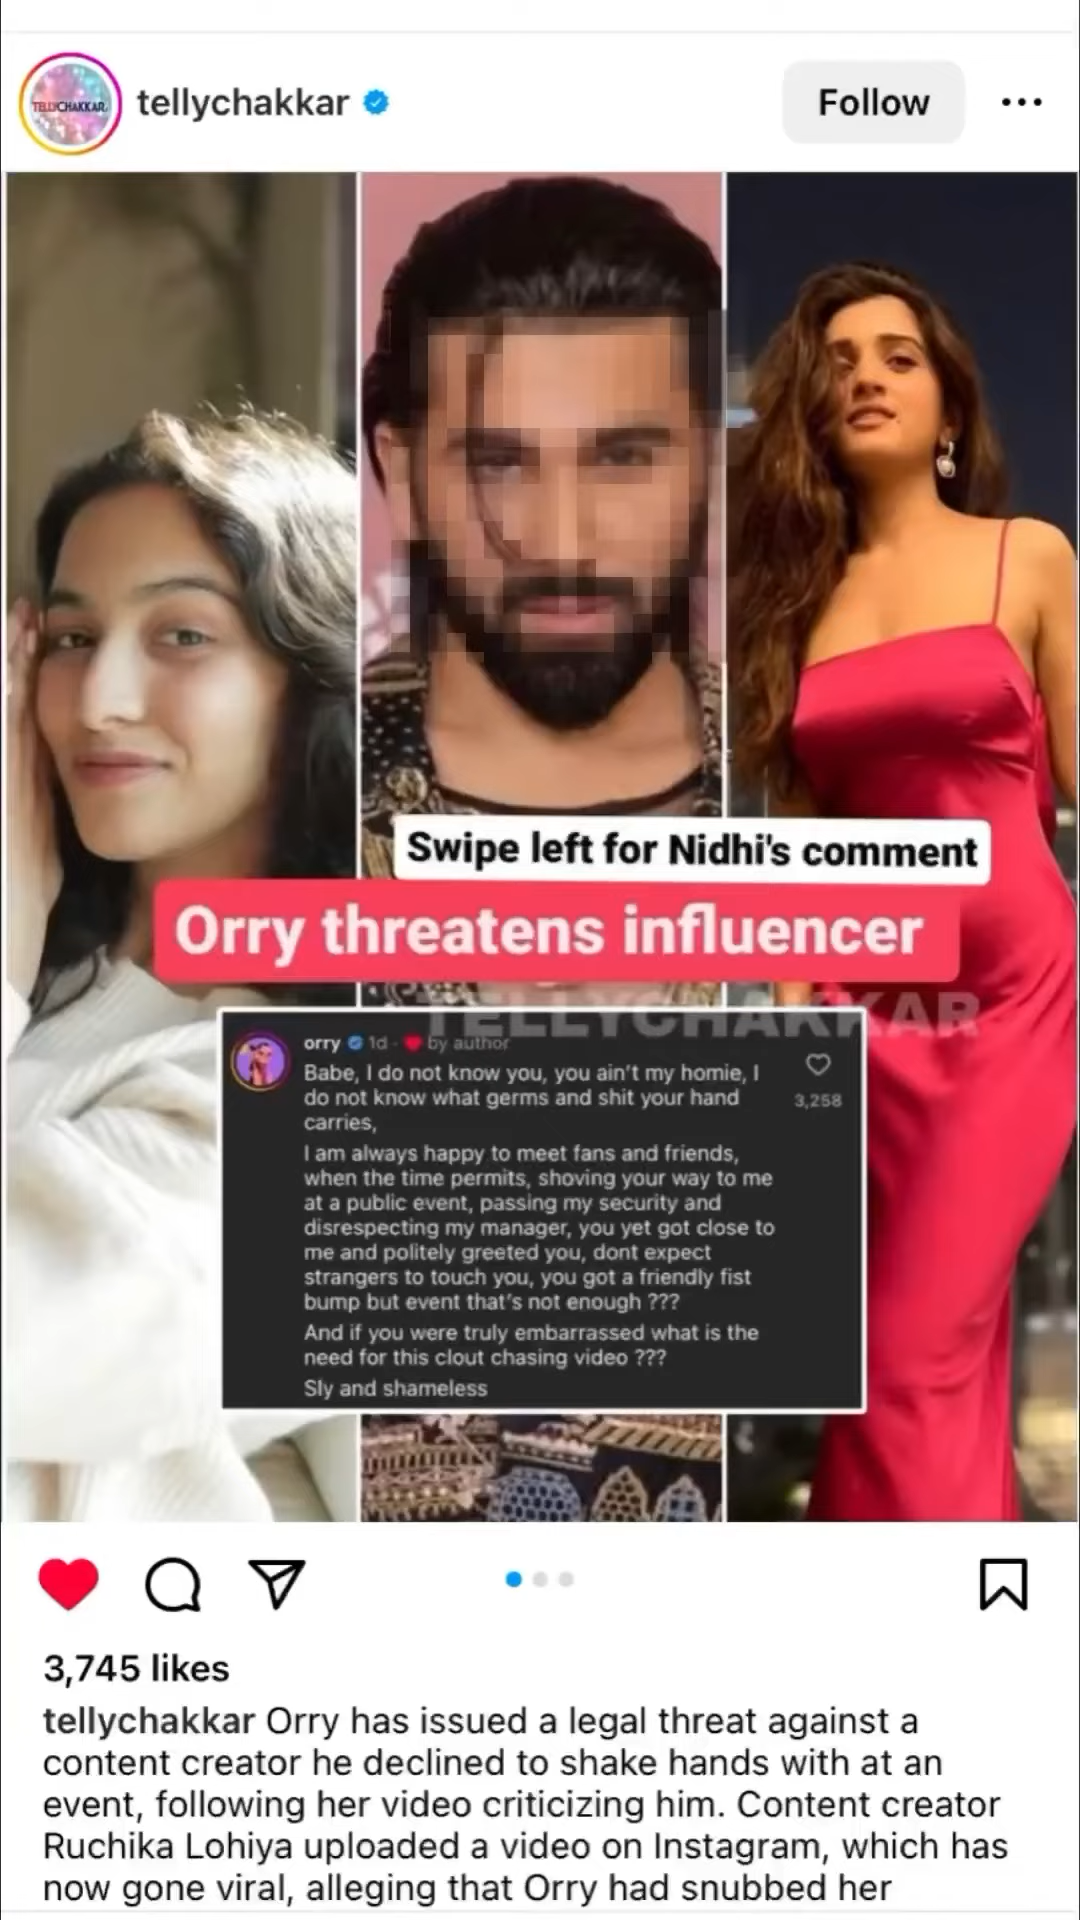 TELLYCHAKKAR
tellychakkar
Follow
Swipe left for Nidhi's comment
Orry threatens influencer
TELLYCHAKKAR
orry 1d · ❤ by author
Babe, I do not know you, you ain't my homie, I
do not know what germs and shit your hand
carries,
3,258
I am always happy to meet fans and friends,
when the time permits, shoving your way to me
at a public event, passing my security and
disrespecting my manager, you yet got close to
me and politely greeted you, dont expect
strangers to touch you, you got a friendly fist
bump but event that's not enough ???
And if you were truly embarrassed what is the
need for this clout chasing video ???
Sly and shameless
3,745 likes
tellychakkar Orry has issued a legal threat against a
content creator he declined to shake hands with at an
event, following her video criticizing him. Content creator
Ruchika Lohiya uploaded a video on Instagram, which has
now gone viral, alleging that Orry had snubbed her